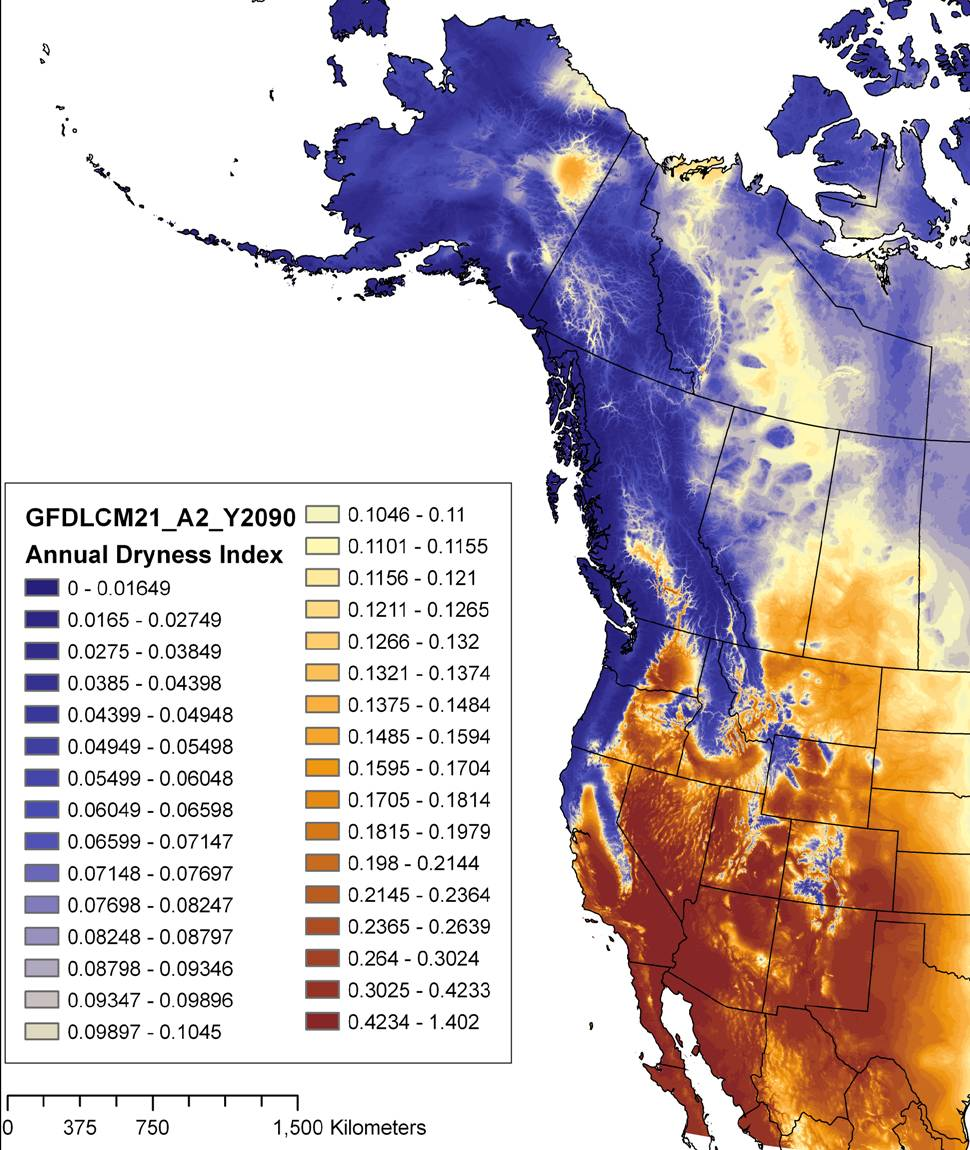 GFDLCM21_A2_Y2090
Annual Dryness Index
0 - 0.01649
0.0165 - 0.02749
0.0275 - 0.03849
0.0385 - 0.04398
0.04399 - 0.04948
0.04949 - 0.05498
0.05499 - 0.06048
0.06049 - 0.06598
0.06599 - 0.07147
0.07148 - 0.07697
0.07698 - 0.08247
0.08248 - 0.08797
0.08798 - 0.09346
0.09347 - 0.09896
0.09897 - 0.1045
0.1046 - 0.11
0.1101 - 0.1155
0.1156 - 0.121
0.1211 - 0.1265
0.1266 - 0.132
0.1321 - 0.1374
0.1375 - 0.1484
0.1485 - 0.1594
0.1595 - 0.1704
0.1705 - 0.1814
0.1815 - 0.1979
0.198 - 0.2144
0.2145 - 0.2364
0.2365 - 0.2639
0.264 - 0.3024
0.3025 - 0.4233
0.4234 - 1.402
0 375 750 1,500 Kilometers